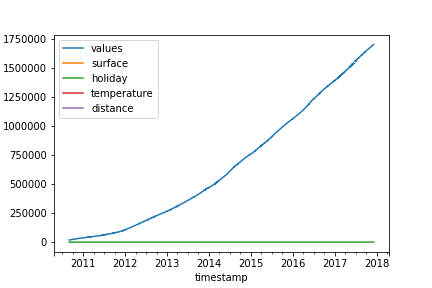 1750000
1500000
1250000
1000000
750000
500000
250000
0
values
surface
holiday
temperature
distance
2011 2012 2013 2014 2015 2016 2017 2018
timestamp